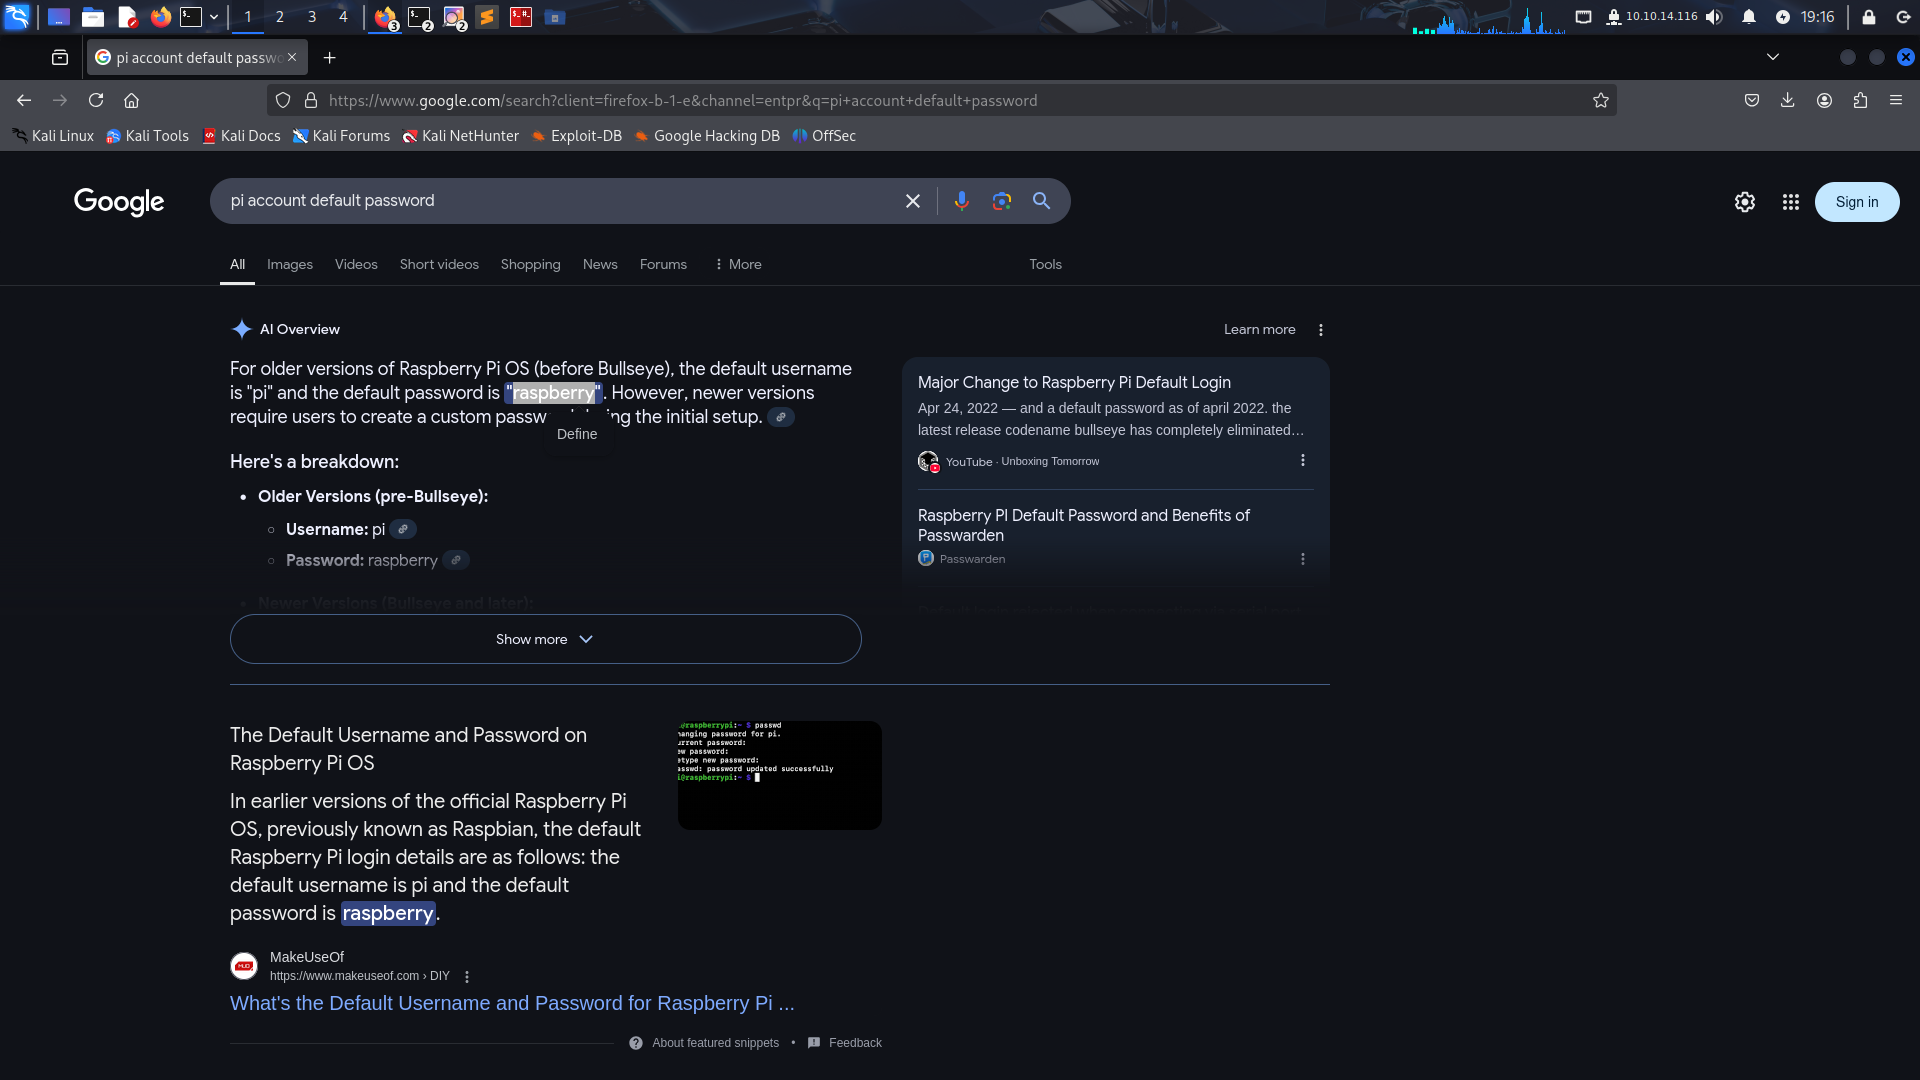 1
2
3
4
3
2
2
10.10.14.116
19:16
pi account default passwo
https://www.google.com/search?client=firefox-b-1-e&channel=entpr&q=pi+account+default+password
Kali Linux
Kali Tools
Kali Docs
Kali Forums
Kali NetHunter
Exploit-DB
Google Hacking DB
OffSec
Google
pi account default password
Sign in
All
Images
Videos
Short videos
Shopping
News
Forums
More
Tools
AI Overview
Learn more
For older versions of Raspberry Pi OS (before Bullseye), the default username
is "pi" and the default password is "raspberry". However, newer versions
require users to create a custom passw ing the initial setup.
Define
Here's a breakdown:
• Older Versions (pre-Bullseye):
Username: pi
Password: raspberry
• Newer Versions (Bullseye and later):
Show more
Major Change to Raspberry Pi Default Login
Apr 24, 2022 — and a default password as of april 2022. the
latest release codename bullseye has completely eliminated…
YouTube · Unboxing Tomorrow
Raspberry PI Default Password and Benefits of
Passwarden
Passwarden
The Default Username and Password on
Raspberry Pi OS
In earlier versions of the official Raspberry Pi
OS, previously known as Raspbian, the default
Raspberry Pi login details are as follows: the
default username is pi and the default
password is raspberry.
@raspberrypi:~ $ passwd
hanging password for pi.
urrent password:
ew password:
etype new password:
asswd: password updated successfully
i@raspberrypi:~ $
MakeUseOf
https://www.makeuseof.com › DIY
What's the Default Username and Password for Raspberry Pi ...
About featured snippets
•
Feedback